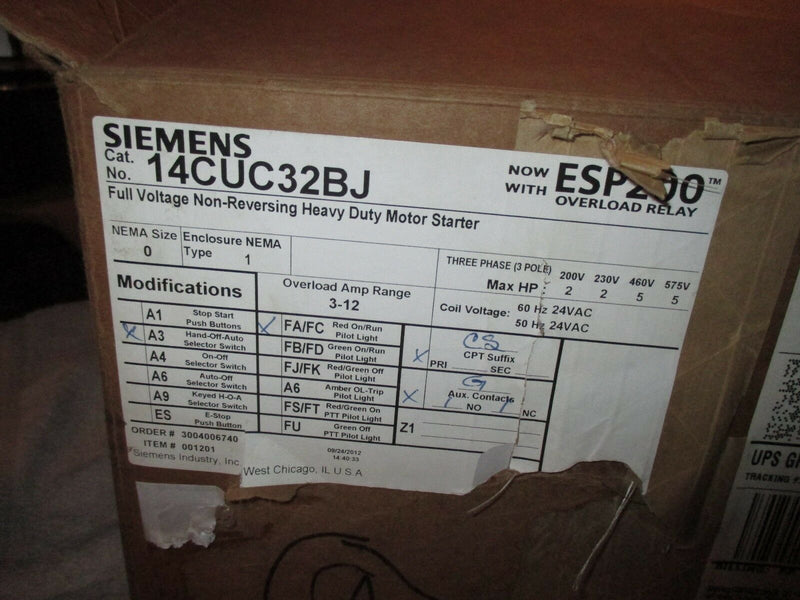 SIEMENS
Cat.
No. 14CUC32BJ
NOW
WITH ESP200™
OVERLOAD RELAY
Full Voltage Non-Reversing Heavy Duty Motor Starter
NEMA Size
0
Enclosure NEMA
Type 1
THREE PHASE (3 POLE) 200V 230V 460V 575V
Max HP : 2 2 5 5
Modifications
Overload Amp Range
3-12
Coil Voltage: 60 Hz 24VAC
50 Hz 24VAC
A1 Stop Start
Push Buttons
X A3 Hand-Off-Auto
Selector Switch
A4 On-Off
Selector Switch
A6 Auto-Off
Selector Switch
A9 Keyed H-O-A
Selector Switch
ES E-Stop
Push Button
X FA/FC Red On/Run
Pilot Light
FB/FD Green On/Run
Pilot Light
FJ/FK Red/Green Off
Pilot Light
A6 Amber OL-Trip
Pilot Light
FS/FT Red/Green On
PTT Pilot Light
FU Green Off
PTT Pilot Light
X CPT Suffix
PRI SEC
G
X Aux. Contacts
1 NO 1 NC
Z1
ORDER # 3004006740
ITEM # 001201
Siemens Industry, Inc.
09/24/2012
14:40:33
West Chicago, IL U.S.A
UPS G
TRACKING #
BILLING: